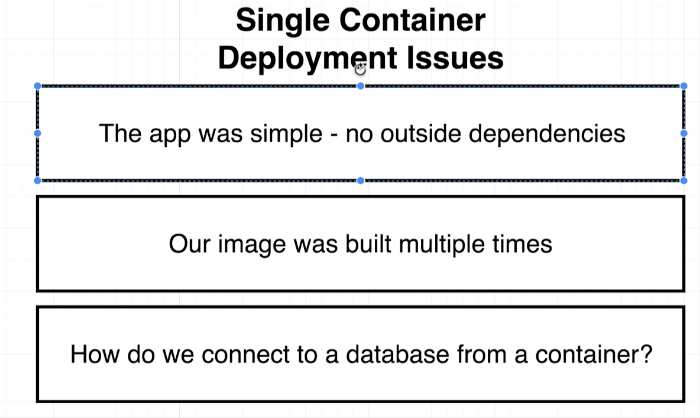 Single Container
Deployment Issues
The app was simple - no outside dependencies
Our image was built multiple times
How do we connect to a database from a container?